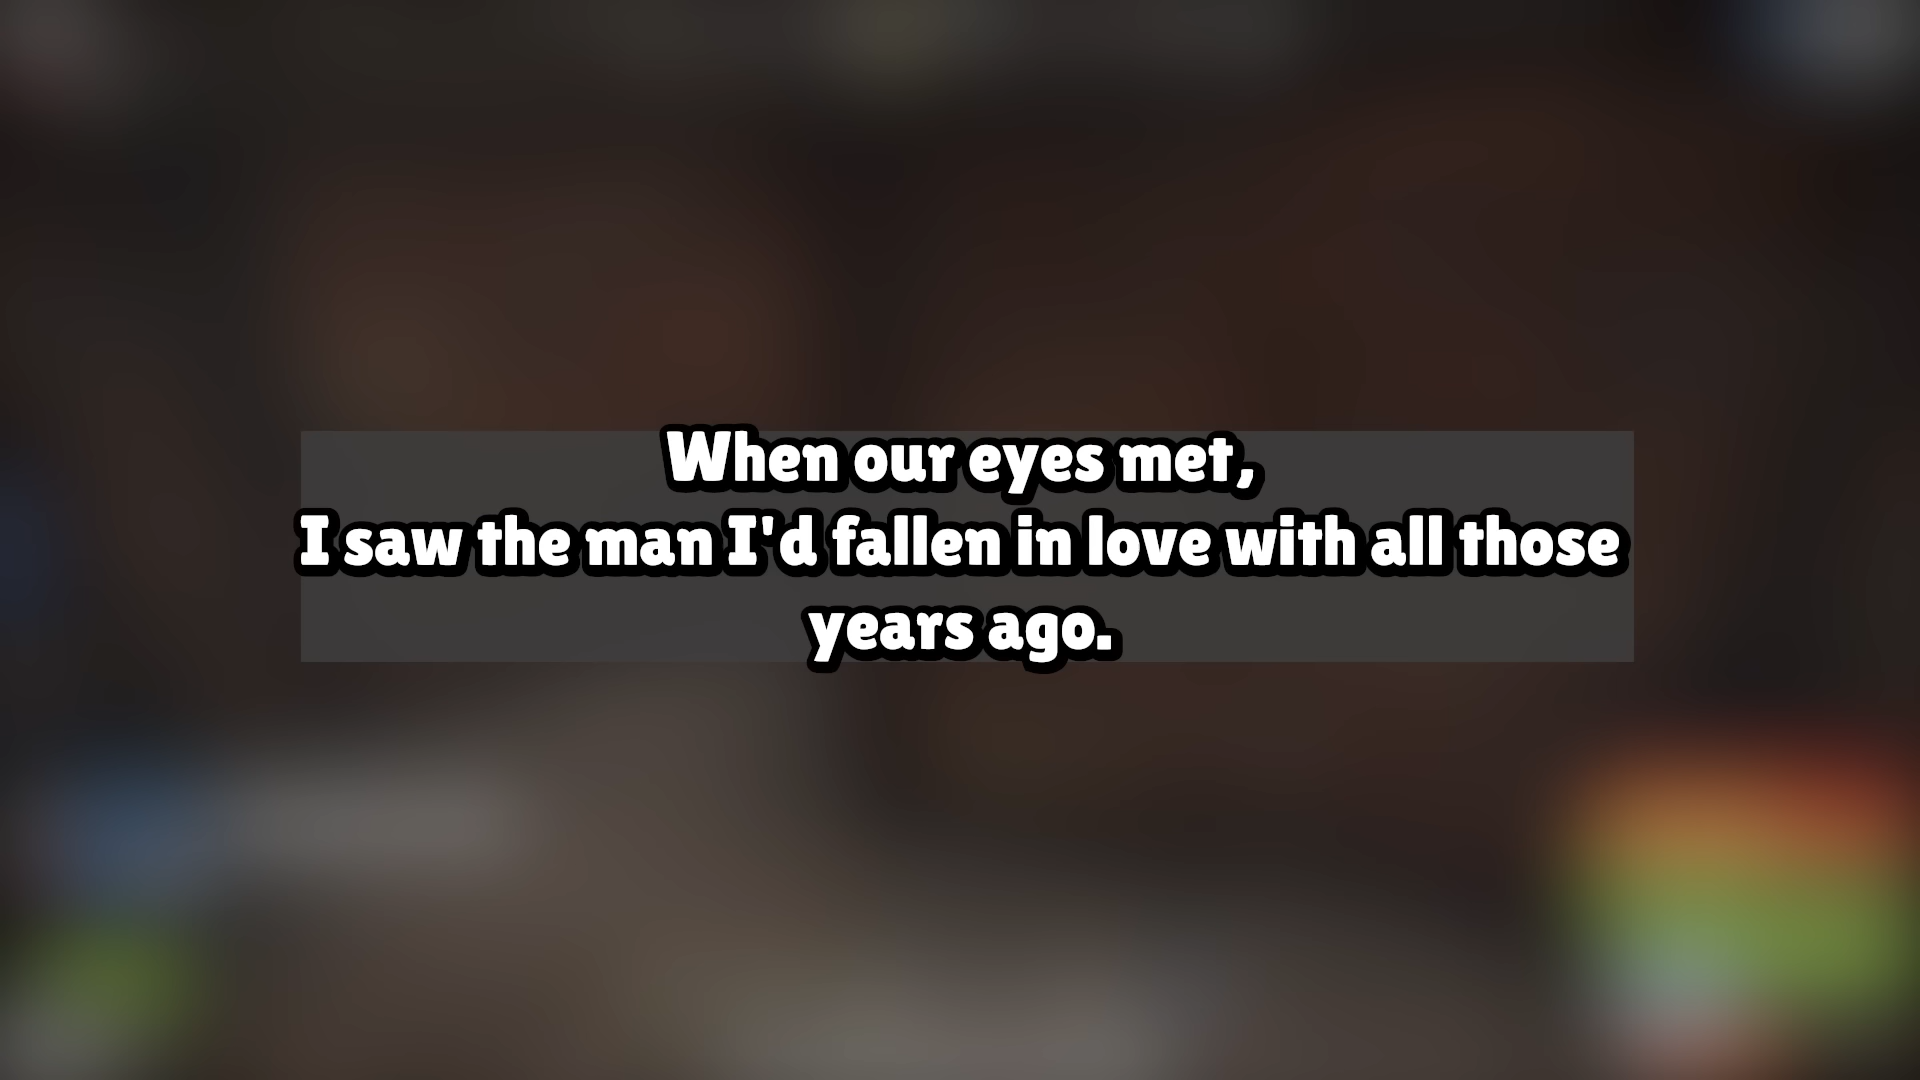 When our eyes met,
I saw the man I'd fallen in love with all those
years ago.